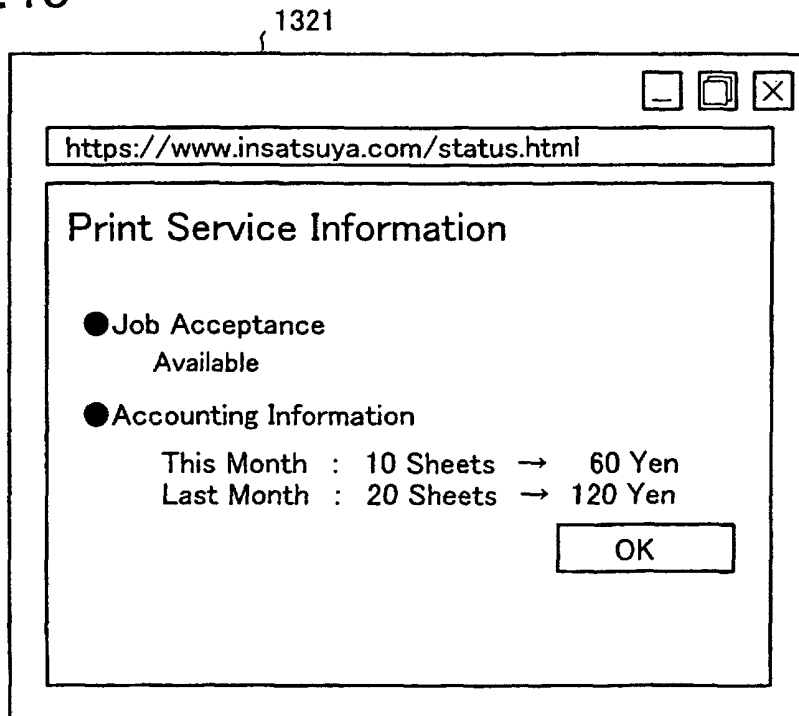 1321
https://www.insatsuya.com/status.html
Print Service Information
●Job Acceptance
Available
●Accounting Information
This Month : 10 Sheets → 60 Yen
Last Month : 20 Sheets → 120 Yen
OK